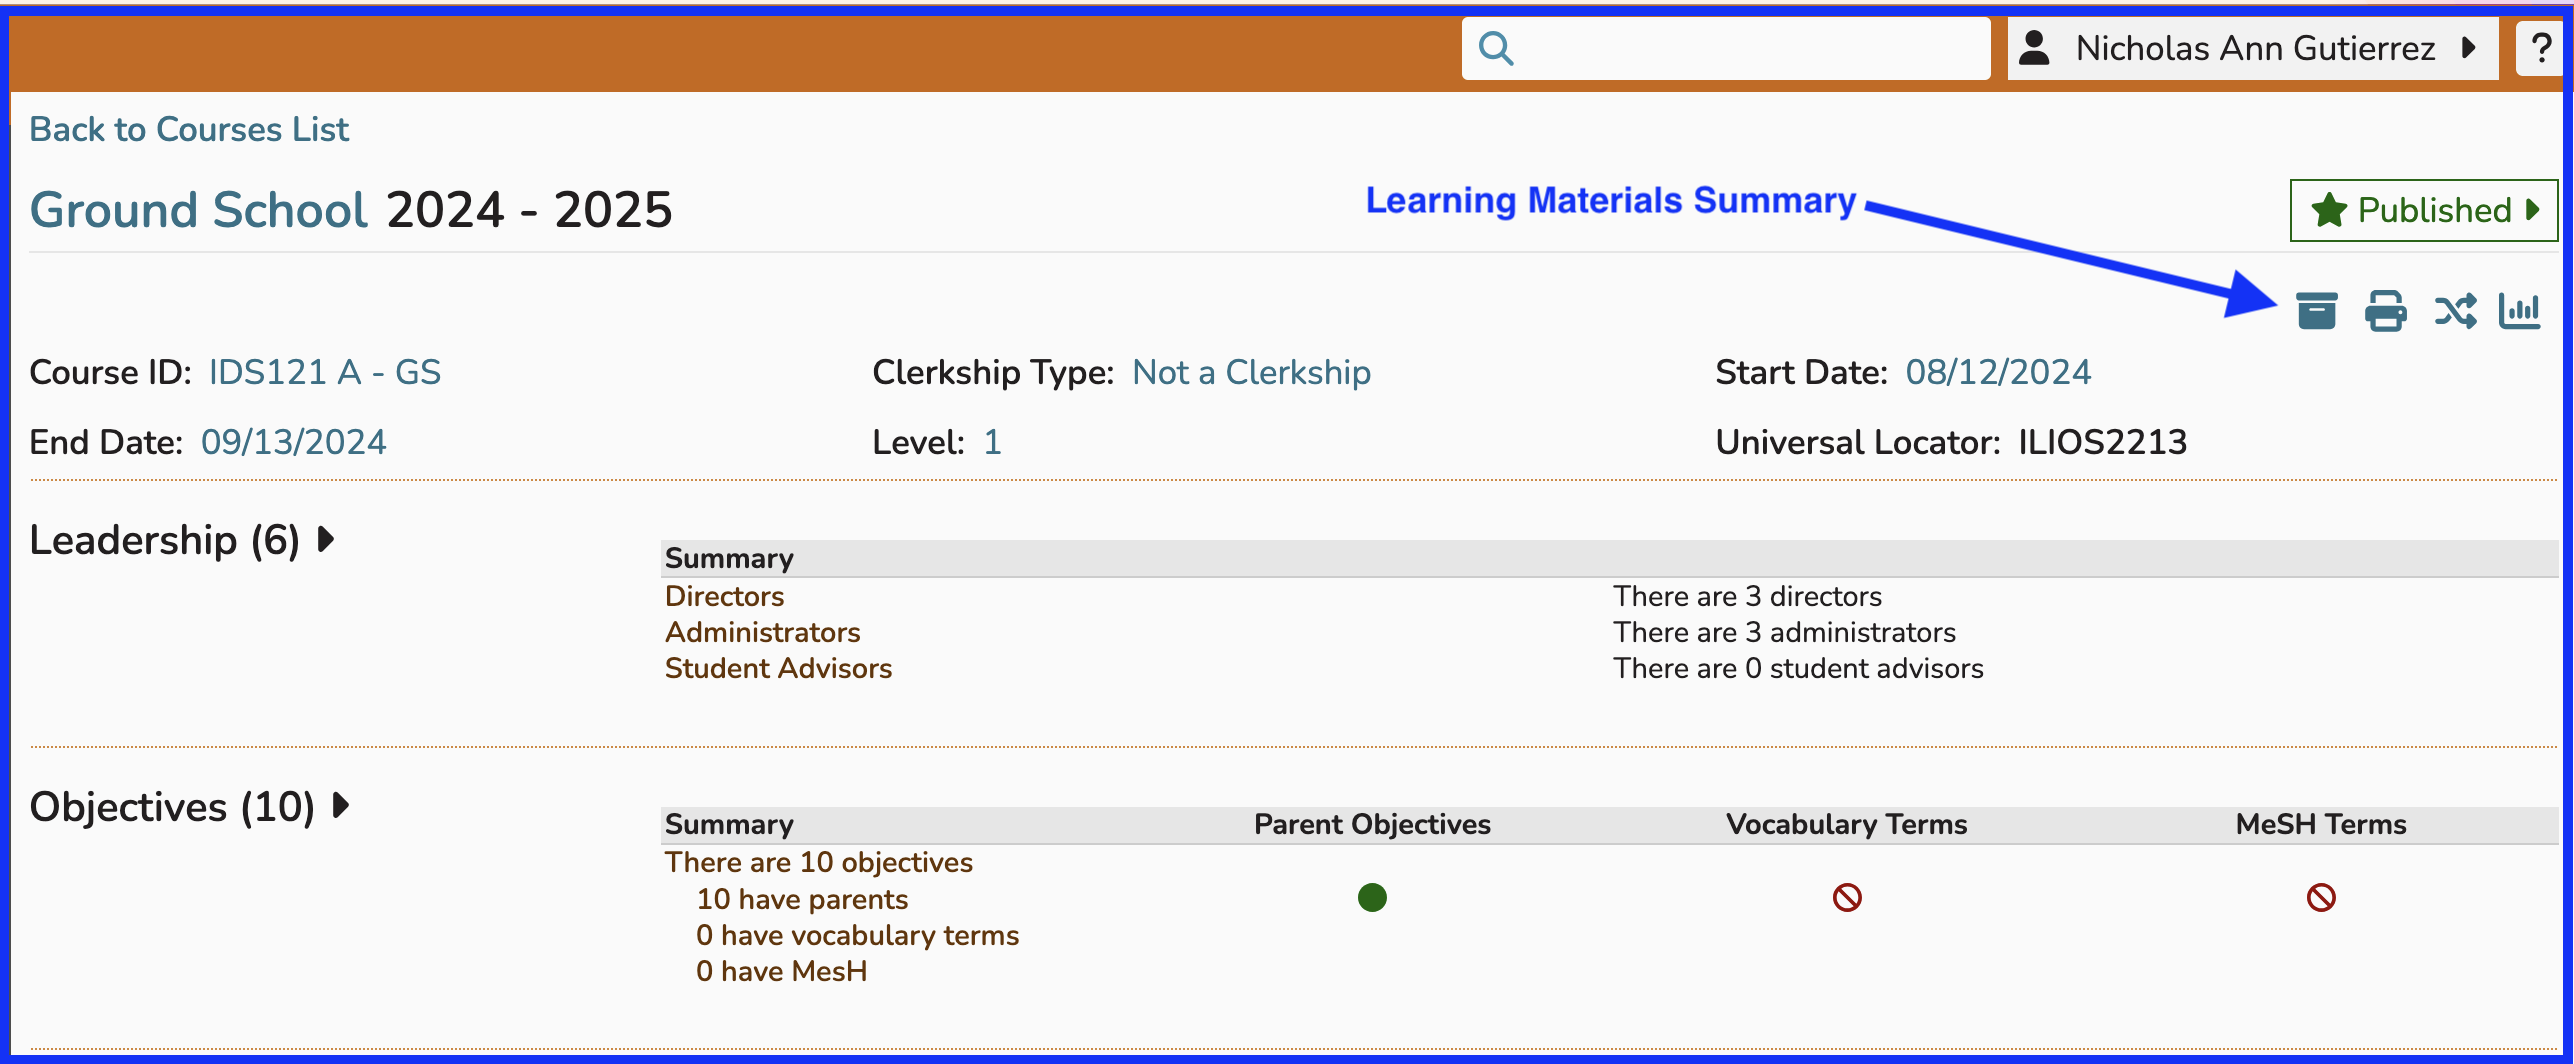 Nicholas Ann Gutierrez
?
Back to Courses List
Ground School 2024 - 2025
Learning Materials Summary
Published
Course ID: IDS121 A - GS
Clerkship Type: Not a Clerkship
Start Date: 08/12/2024
End Date: 09/13/2024
Level: 1
Universal Locator: ILIOS2213
Leadership (6)
Summary
Directors There are 3 directors
Administrators There are 3 administrators
Student Advisors There are 0 student advisors
Objectives (10)
Summary Parent Objectives Vocabulary Terms MeSH Terms
There are 10 objectives
10 have parents
0 have vocabulary terms
0 have MesH